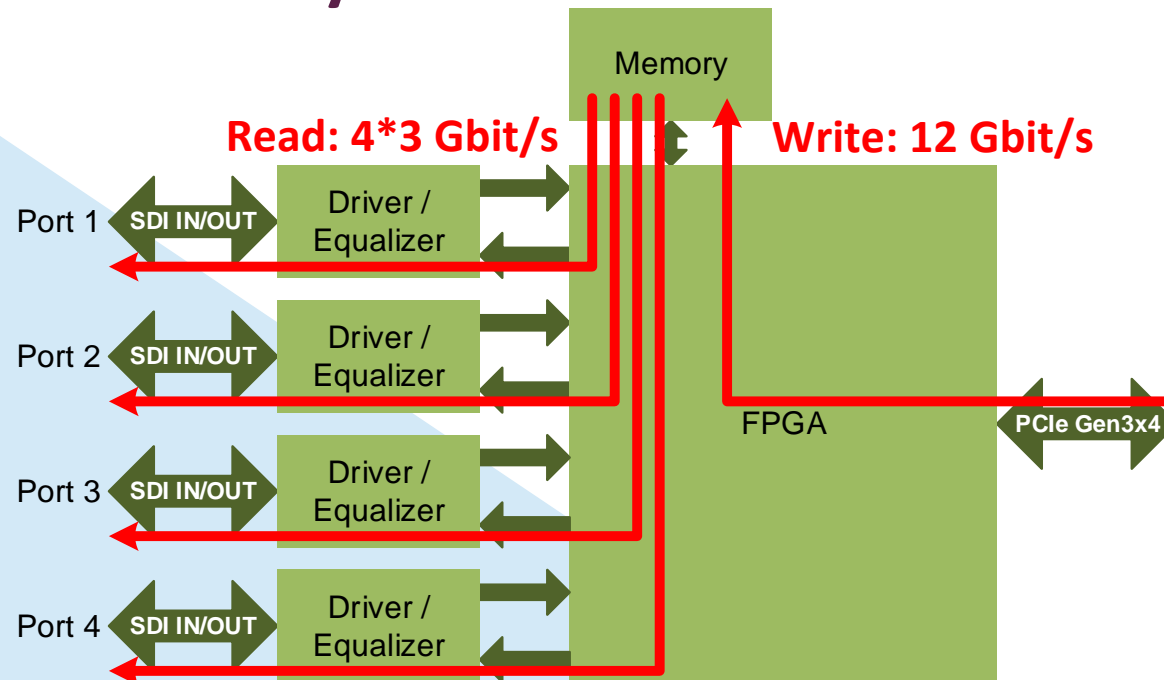 Memory
Read: 4*3 Gbit/s
Write: 12 Gbit/s
Port 1
SDI IN/OUT
Driver /
Equalizer
Port 2
SDI IN/OUT
Driver /
Equalizer
FPGA
PCIe Gen3x4
Port 3
SDI IN/OUT
Driver /
Equalizer
Port 4
SDI IN/OUT
Driver /
Equalizer